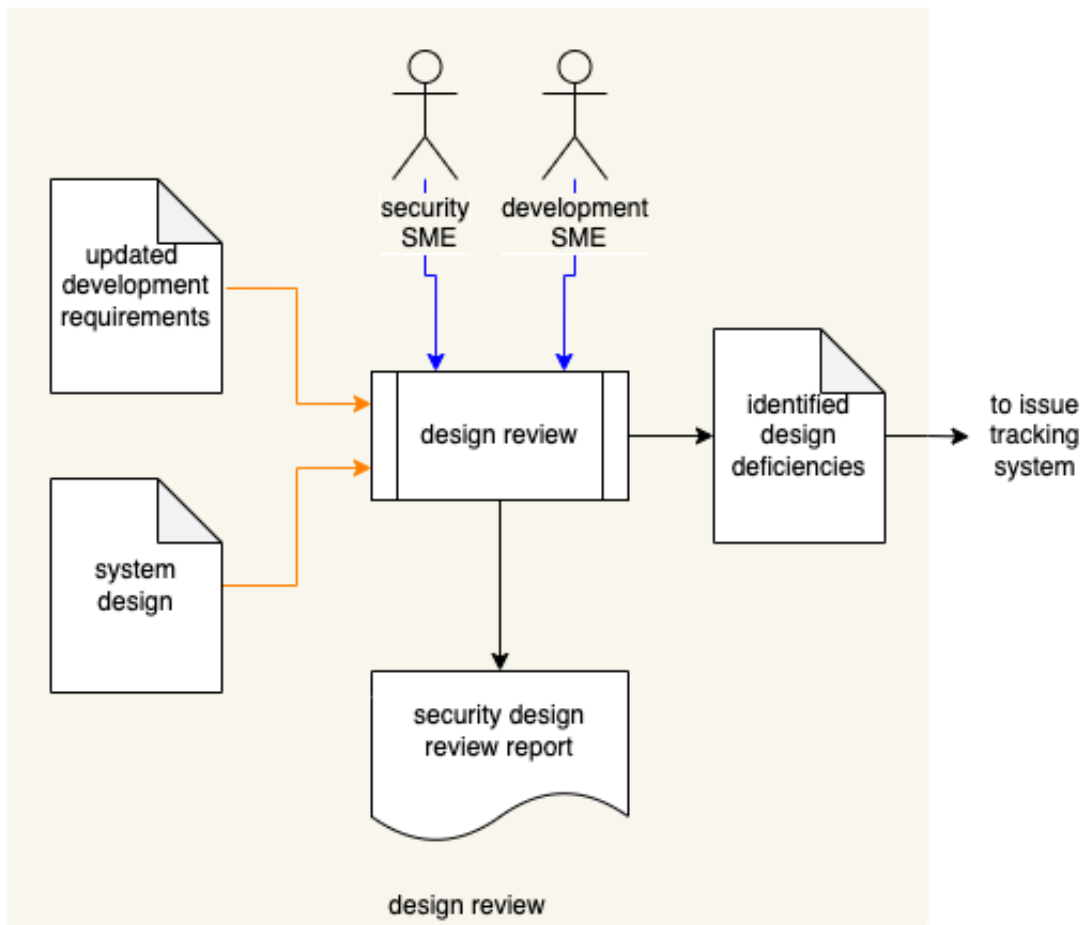 security
SME
development
SME
updated
development
requirements
design review
identified
design
deficiencies
to issue
tracking
system
system
design
security design
review report
design review